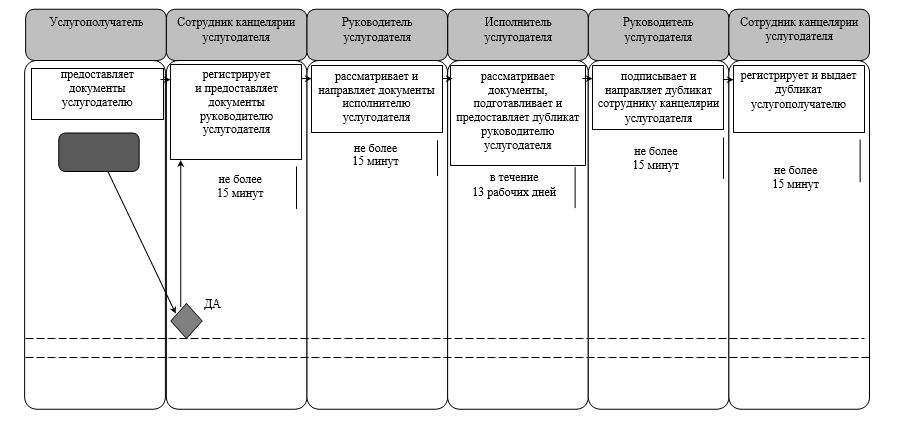 Услугополучатель
Сотрудник канцелярии
услугодателя
Руководитель
услугодателя
Исполнитель
услугодателя
Руководитель
услугодателя
Сотрудник канцелярии
услугодателя
предоставляет
документы
услугодателю
регистрирует
и предоставляет
документы
руководителю
услугодателя
рассматривает и
направляет документы
исполнителю
услугодателя
рассматривает
документы,
подготавливает и
предоставляет дубликат
руководителю
услугодателя
подписывает и
направляет дубликат
сотруднику канцелярии
услугодателя
регистрирует и выдает
дубликат
услугополучателю
не более
15 минут
не более
15 минут
в течение
13 рабочих дней
не более
15 минут
не более
15 минут
ДА